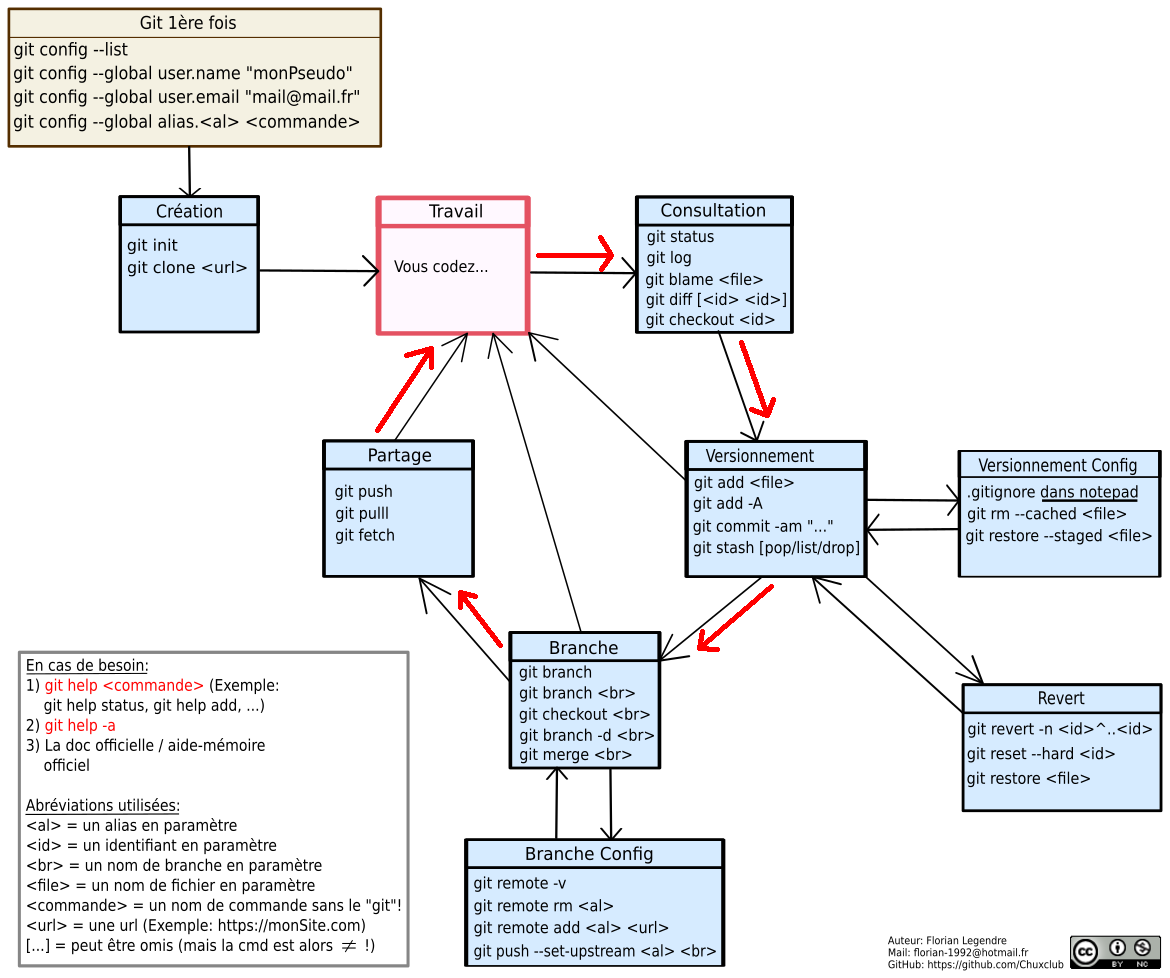 Git 1ère fois
git config --list
git config --global user.name "monPseudo"
git config --global user.email "mail@mail.fr"
git config --global alias.<al> <commande>
Création
git init
git clone <url>
Travail
Vous codez...
Consultation
git status
git log
git blame <file>
git diff [<id> <id>]
git checkout <id>
Partage
git push
git pulll
git fetch
Versionnement
git add <file>
git add -A
git commit -am "..."
git stash [pop/list/drop]
Versionnement Config
.gitignore dans notepad
git rm --cached <file>
git restore --staged <file>
Branche
git branch
git branch <br>
git checkout <br>
git branch -d <br>
git merge <br>
Revert
git revert -n <id>^..<id>
git reset --hard <id>
git restore <file>
Branche Config
git remote -v
git remote rm <al>
git remote add <al> <url>
git push --set-upstream <al> <br>
En cas de besoin:
1) git help <commande> (Exemple:
git help status, git help add, ...)
2) git help -a
3) La doc officielle / aide-mémoire
officiel
Abréviations utilisées:
<al> = un alias en paramètre
<id> = un identifiant en paramètre
<br> = un nom de branche en paramètre
<file> = un nom de fichier en paramètre
<commande> = un nom de commande sans le "git"!
<url> = une url (Exemple: https://monSite.com)
[...] = peut être omis (mais la cmd est alors ≠ !)
Auteur: Florian Legendre
Mail: florian-1992@hotmail.fr
GitHub: https://github.com/Chuxclub
cc
BY NC